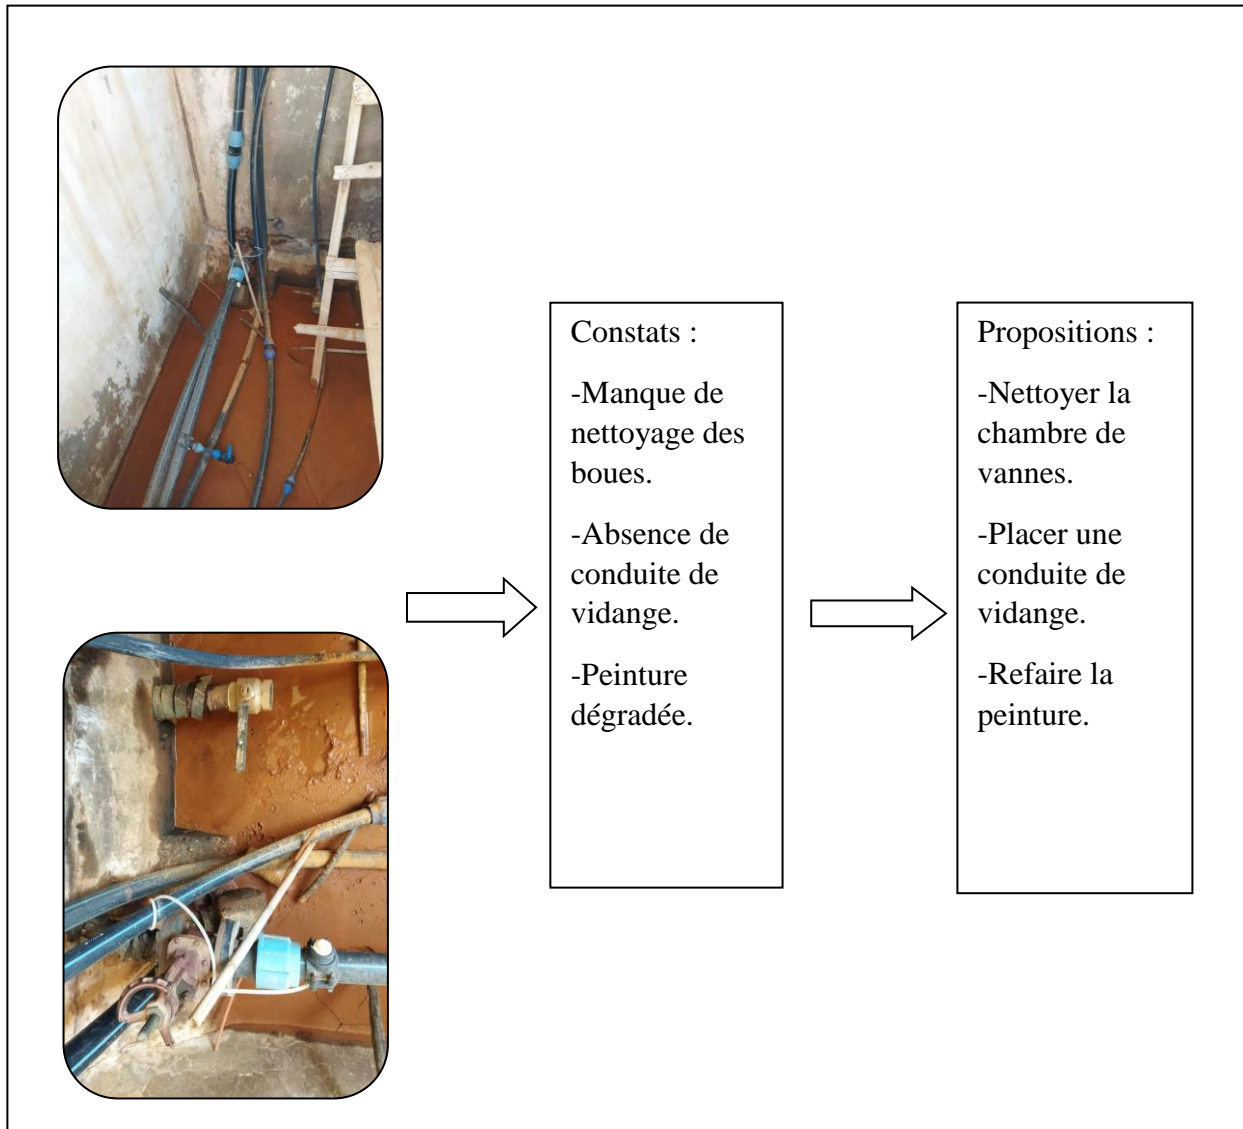 Constats :
-Manque de
nettoyage des
boues.
-Absence de
conduite de
vidange.
-Peinture
dégradée.
Propositions :
-Nettoyer la
chambre de
vannes.
-Placer une
conduite de
vidange.
-Refaire la
peinture.